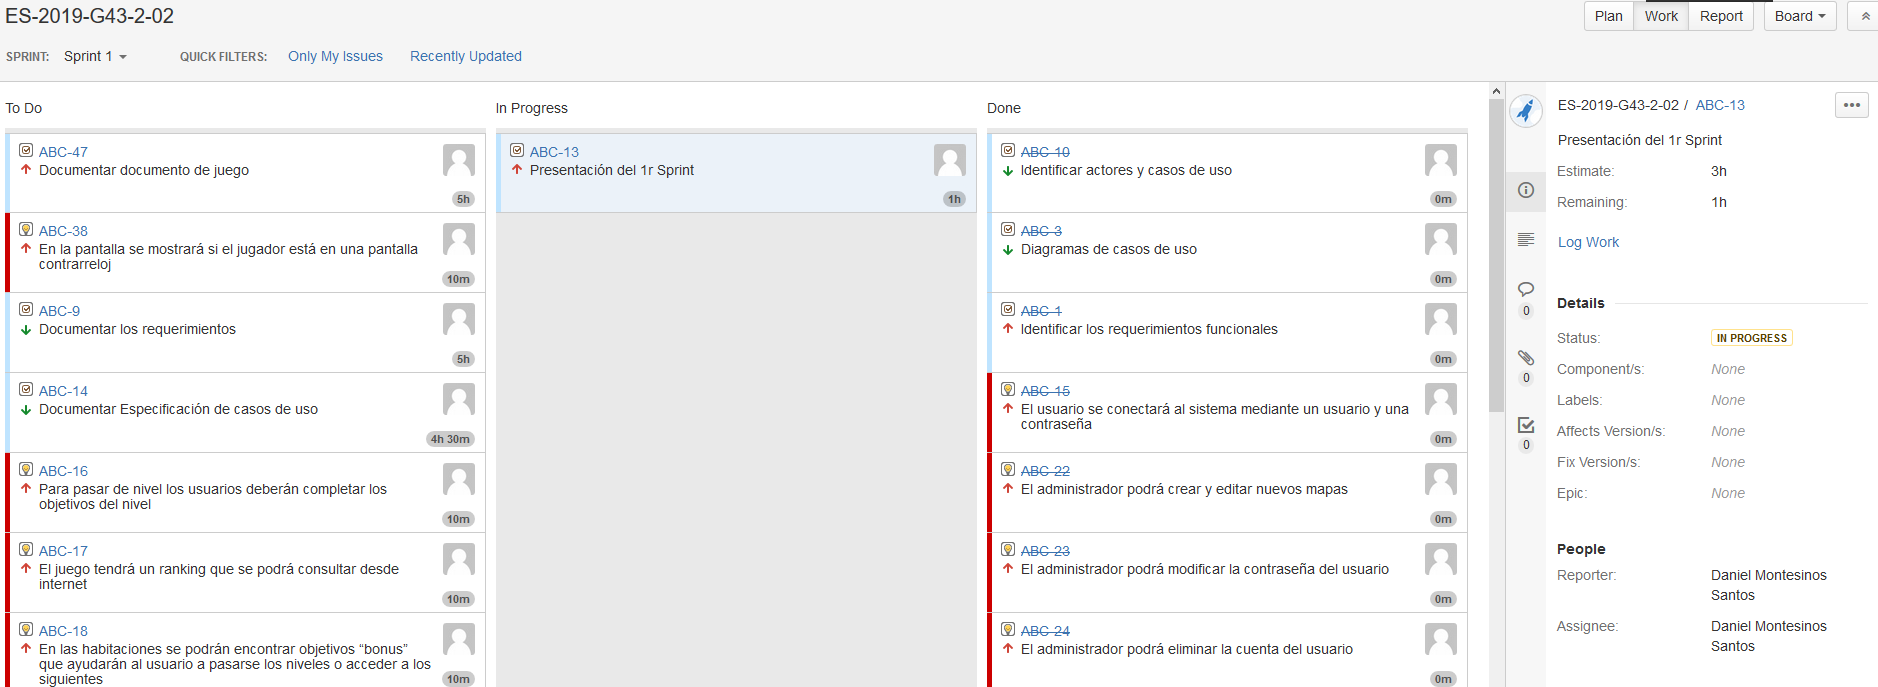 ES-2019-G43-2-02
Plan Work Report Board
SPRINT: Sprint 1 QUICK FILTERS: Only My Issues Recently Updated
To Do
ABC-47
Documentar documento de juego
5h
ABC-38
En la pantalla se mostrará si el jugador está en una pantalla
contrarreloj
10m
ABC-9
Documentar los requerimientos
5h
ABC-14
Documentar Especificación de casos de uso
4h 30m
ABC-16
Para pasar de nivel los usuarios deberán completar los
objetivos del nivel
10m
ABC-17
El juego tendrá un ranking que se podrá consultar desde
internet
10m
ABC-18
En las habitaciones se podrán encontrar objetivos “bonus”
que ayudarán al usuario a pasarse los niveles o acceder a los
siguientes
10m
In Progress
ABC-13
Presentación del 1r Sprint
1h
Done
ABC-10
Identificar actores y casos de uso
0m
ABC-3
Diagramas de casos de uso
0m
ABC-1
Identificar los requerimientos funcionales
0m
ABC-15
El usuario se conectará al sistema mediante un usuario y una
contraseña
0m
ABC-22
El administrador podrá crear y editar nuevos mapas
0m
ABC-23
El administrador podrá modificar la contraseña del usuario
0m
ABC-24
El administrador podrá eliminar la cuenta del usuario
0m
0
0
0
ES-2019-G43-2-02 / ABC-13
Presentación del 1r Sprint
Estimate: 3h
Remaining: 1h
Log Work
Details
Status: IN PROGRESS
Component/s: None
Labels: None
Affects Version/s: None
Fix Version/s: None
Epic: None
People
Reporter: Daniel Montesinos
Santos
Assignee: Daniel Montesinos
Santos